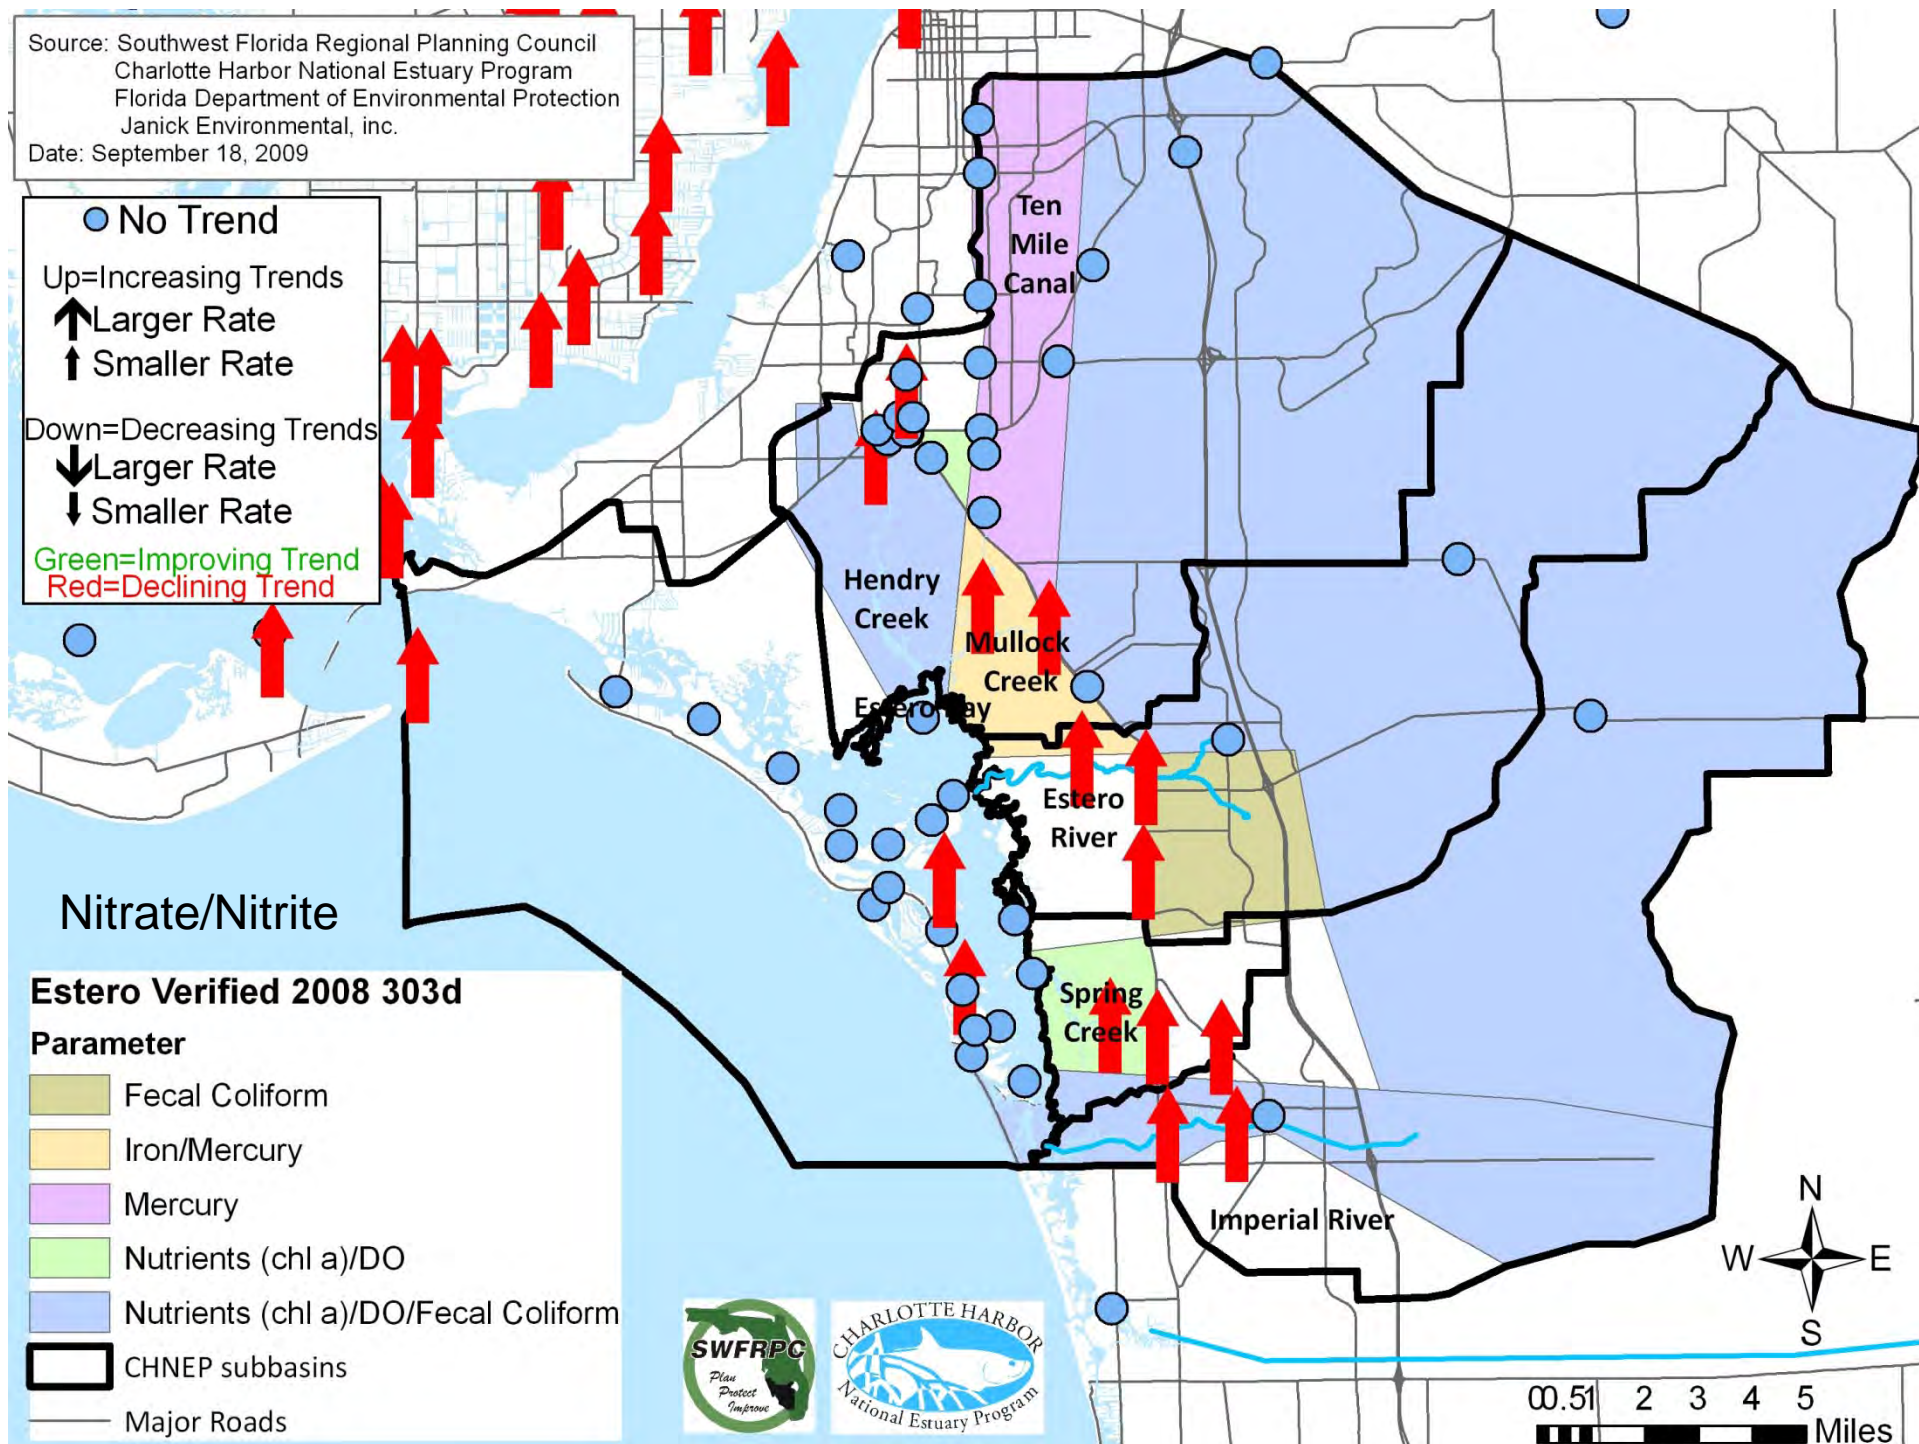 Source: Southwest Florida Regional Planning Council
Charlotte Harbor National Estuary Program
Florida Department of Environmental Protection
Janick Environmental, inc.
Date: September 18, 2009
No Trend
Up=Increasing Trends
Larger Rate
Smaller Rate
Down=Decreasing Trends
Larger Rate
Smaller Rate
Green=Improving Trend
Red=Declining Trend
Ten
Mile
Canal
Hendry
Creek
Mullock
Creek
Estero Bay
Estero
River
Spring
Creek
Imperial River
Nitrate/Nitrite
Estero Verified 2008 303d
Parameter
Fecal Coliform
Iron/Mercury
Mercury
Nutrients (chl a)/DO
Nutrients (chl a)/DO/Fecal Coliform
CHNEP subbasins
Major Roads
SWFRPC
Plan
Protect
Improve
CHARLOTTE HARBOR
National Estuary Program
N
W E
S
0 0.5 1 2 3 4 5
Miles